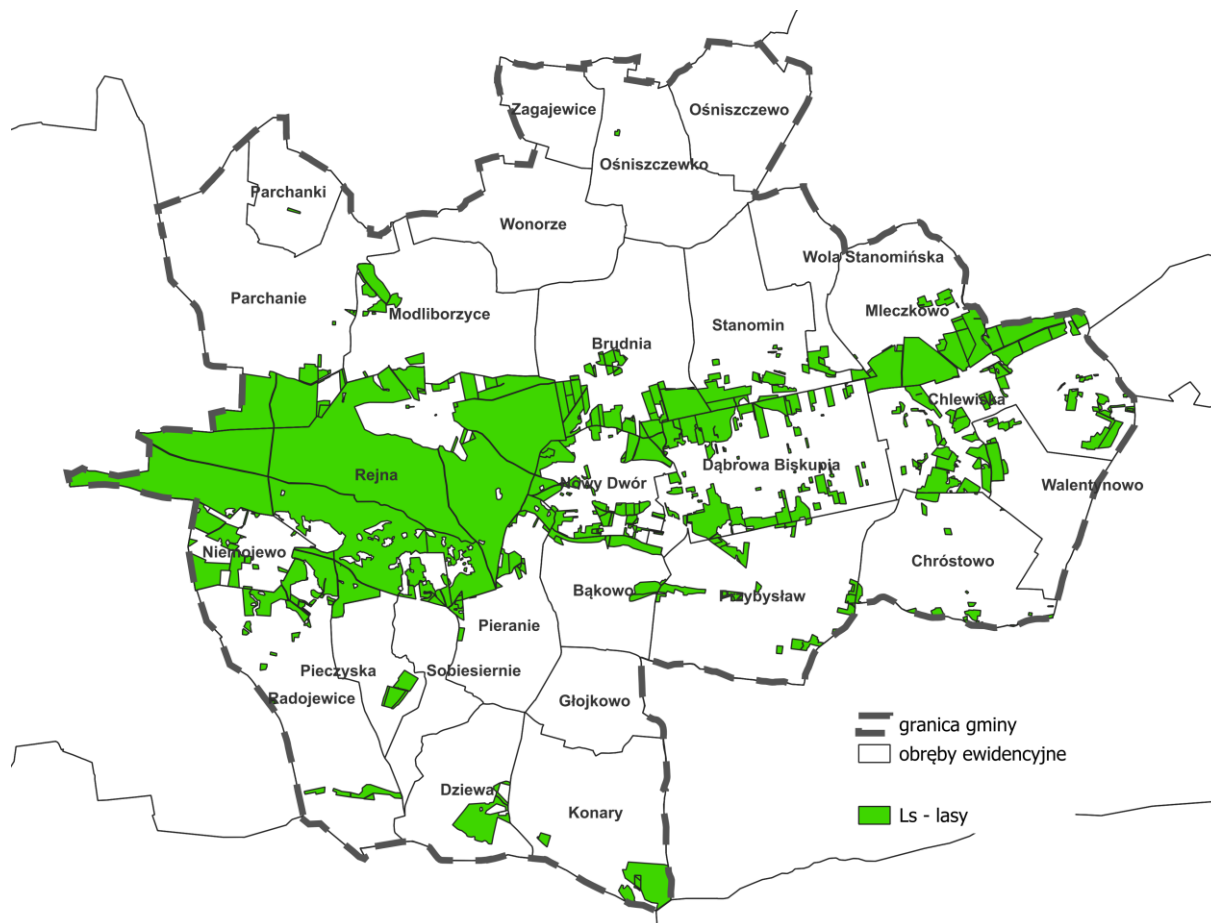 Zagajewice
Ośniszczewo
Ośniszczewko
Parchanki
Wonorze
Wola Stanomińska
Parchanie
Modliborzyce
Mleczkowo
Stanomin
Brudnia
Chlewiska
Dąbrowa Biskupia
Rejna
Nowy Dwór
Walentynowo
Niemojewo
Chróstowo
Bąkowo
Przybysław
Pieranie
Pieczyska
Sobiesiernie
Radojewice
Głojkowo
granica gminy
obręby ewidencyjne
Dziewa
Konary
Ls - lasy